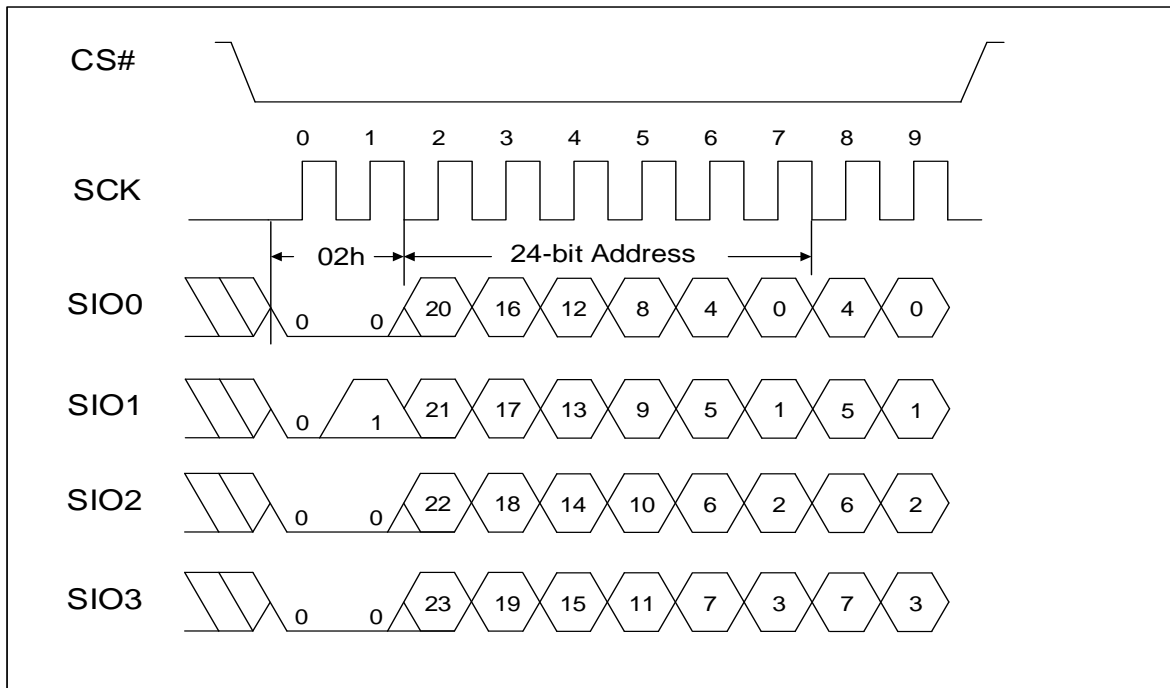 CS#
0 1 2 3 4 5 6 7 8 9
SCK
02h 24-bit Address
SIO0 0 0 20 16 12 8 4 0 4 0
SIO1 0 1 21 17 13 9 5 1 5 1
SIO2 0 0 22 18 14 10 6 2 6 2
SIO3 0 0 23 19 15 11 7 3 7 3